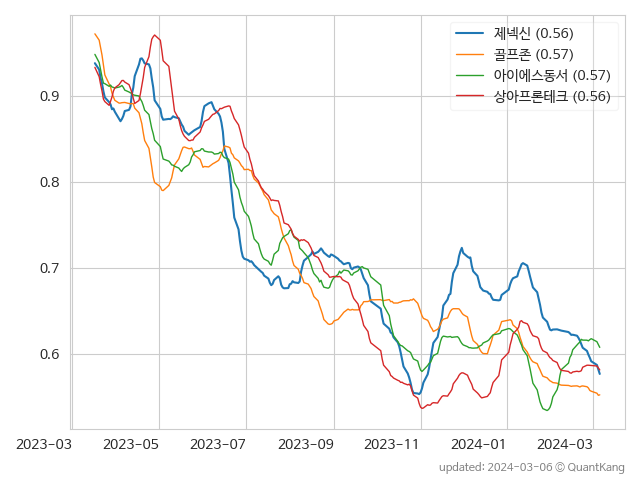 제넥신 (0.56)
골프존 (0.57)
아이에스동서 (0.57)
상아프론테크 (0.56)
0.9
0.8
0.7
0.6
2023-03 2023-05 2023-07 2023-09 2023-11 2024-01 2024-03
updated: 2024-03-06 © QuantKang